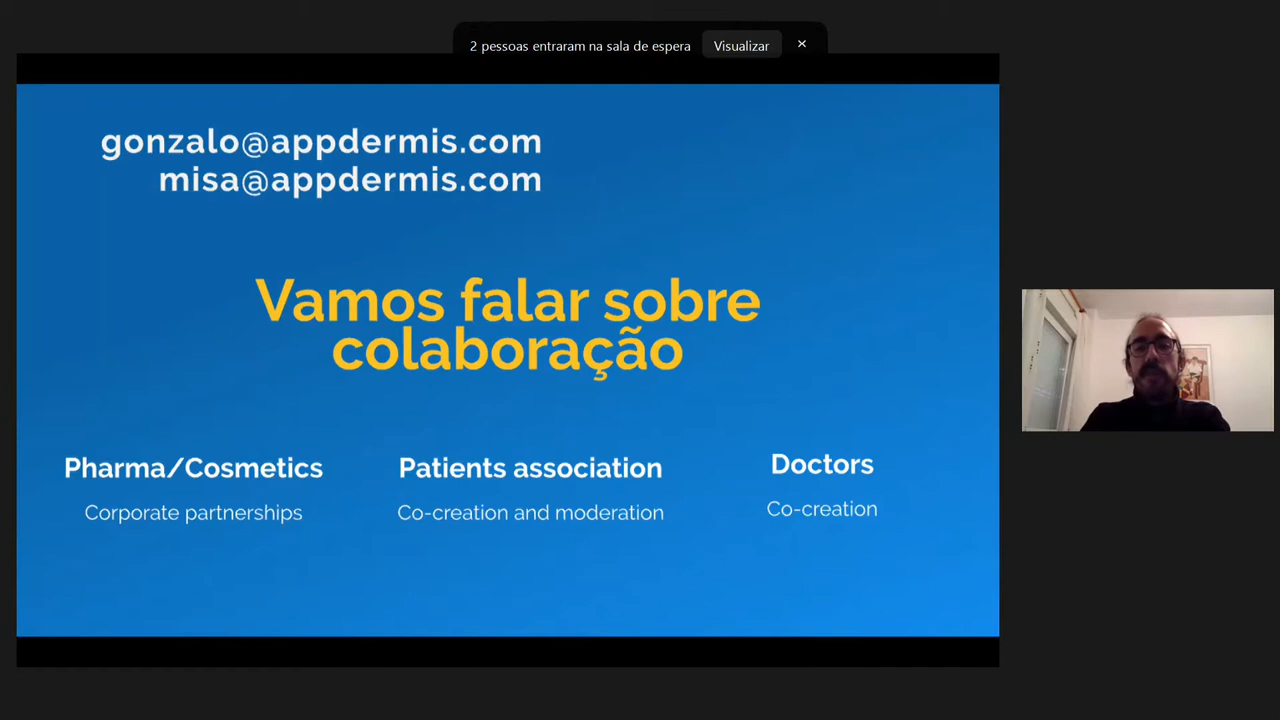 2 pessoas entraram na sala de espera Visualizar ×
gonzalo@appdermis.com
misa@appdermis.com
Vamos falar sobre
colaboração
Pharma/Cosmetics
Corporate partnerships
Patients association
Co-creation and moderation
Doctors
Co-creation